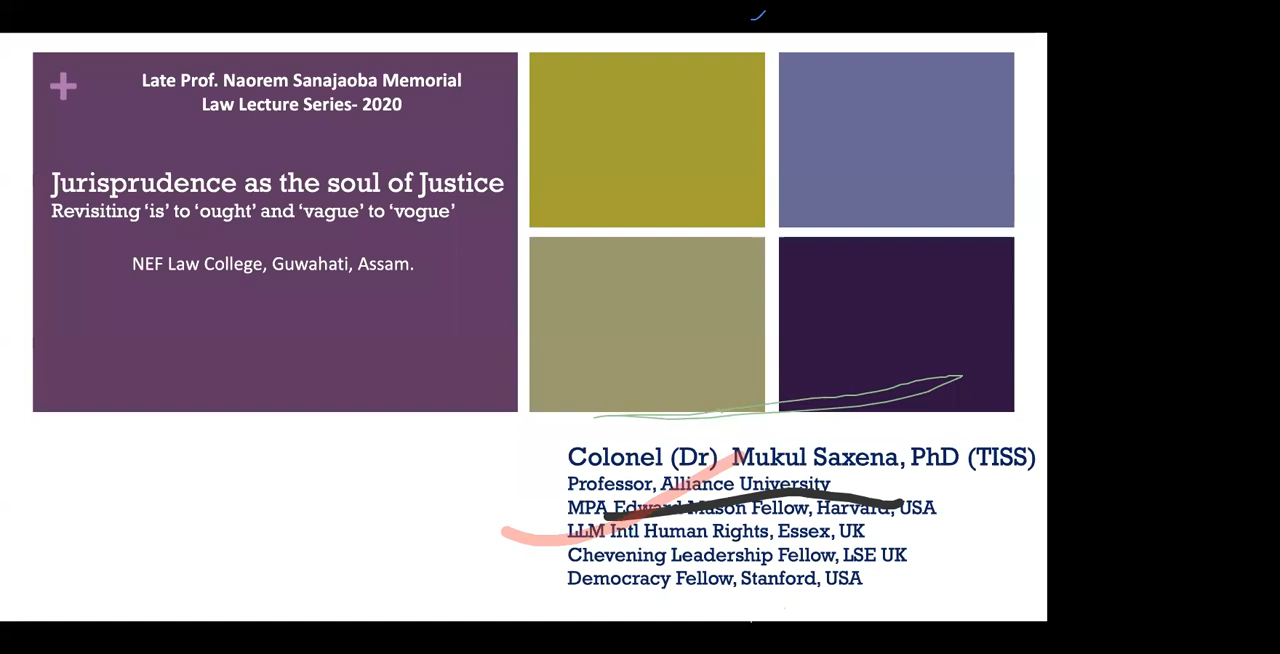 Late Prof. Naorem Sanajaoba Memorial
Law Lecture Series- 2020
Jurisprudence as the soul of Justice
Revisiting ‘is’ to ‘ought’ and ‘vague’ to ‘vogue’
NEF Law College, Guwahati, Assam.
Colonel (Dr) Mukul Saxena, PhD (TISS)
Professor, Alliance University
MPA Edward Mason Fellow, Harvard, USA
LLM Intl Human Rights, Essex, UK
Chevening Leadership Fellow, LSE UK
Democracy Fellow, Stanford, USA